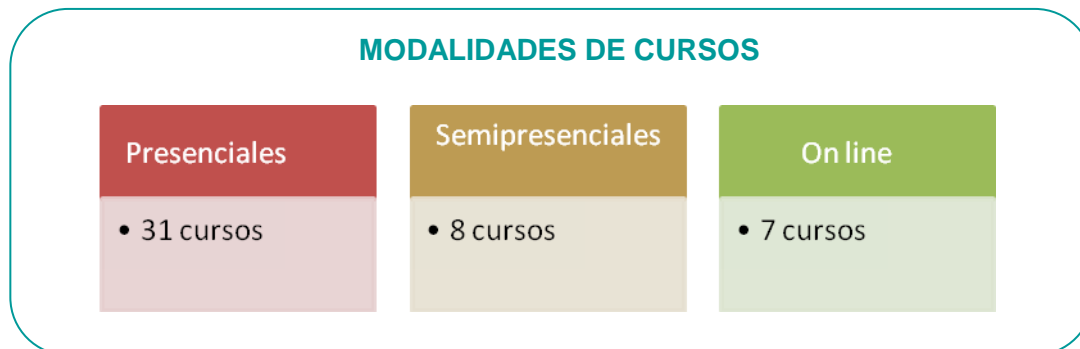 MODALIDADES DE CURSOS
Presenciales
• 31 cursos
Semipresenciales
• 8 cursos
On line
• 7 cursos